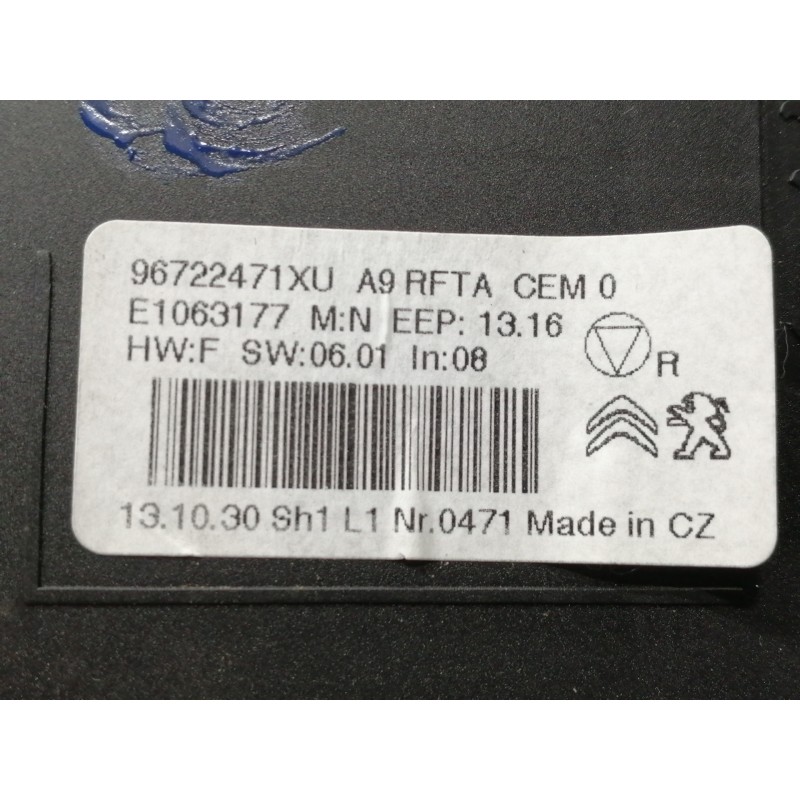 96722471XU A9 RFTA CEM 0
E1063177 M:N EEP: 13.16
HW:F SW:06.01 In:08
R
13.10.30 Sh1 L1 Nr.0471 Made in CZ